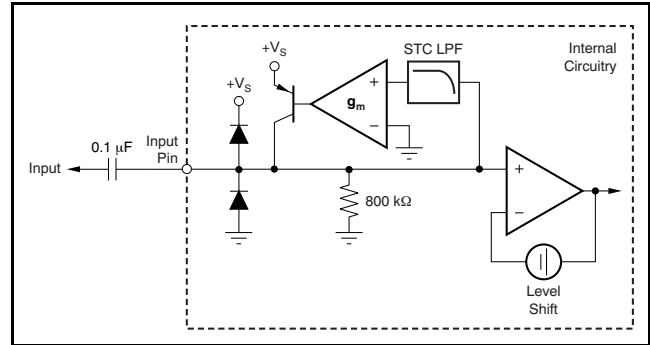 +VS
+VS
gm
+
−
STC LPF
Internal
Circuitry
0.1 μF
Input
Pin
Input
800 kΩ
+
−
Level
Shift